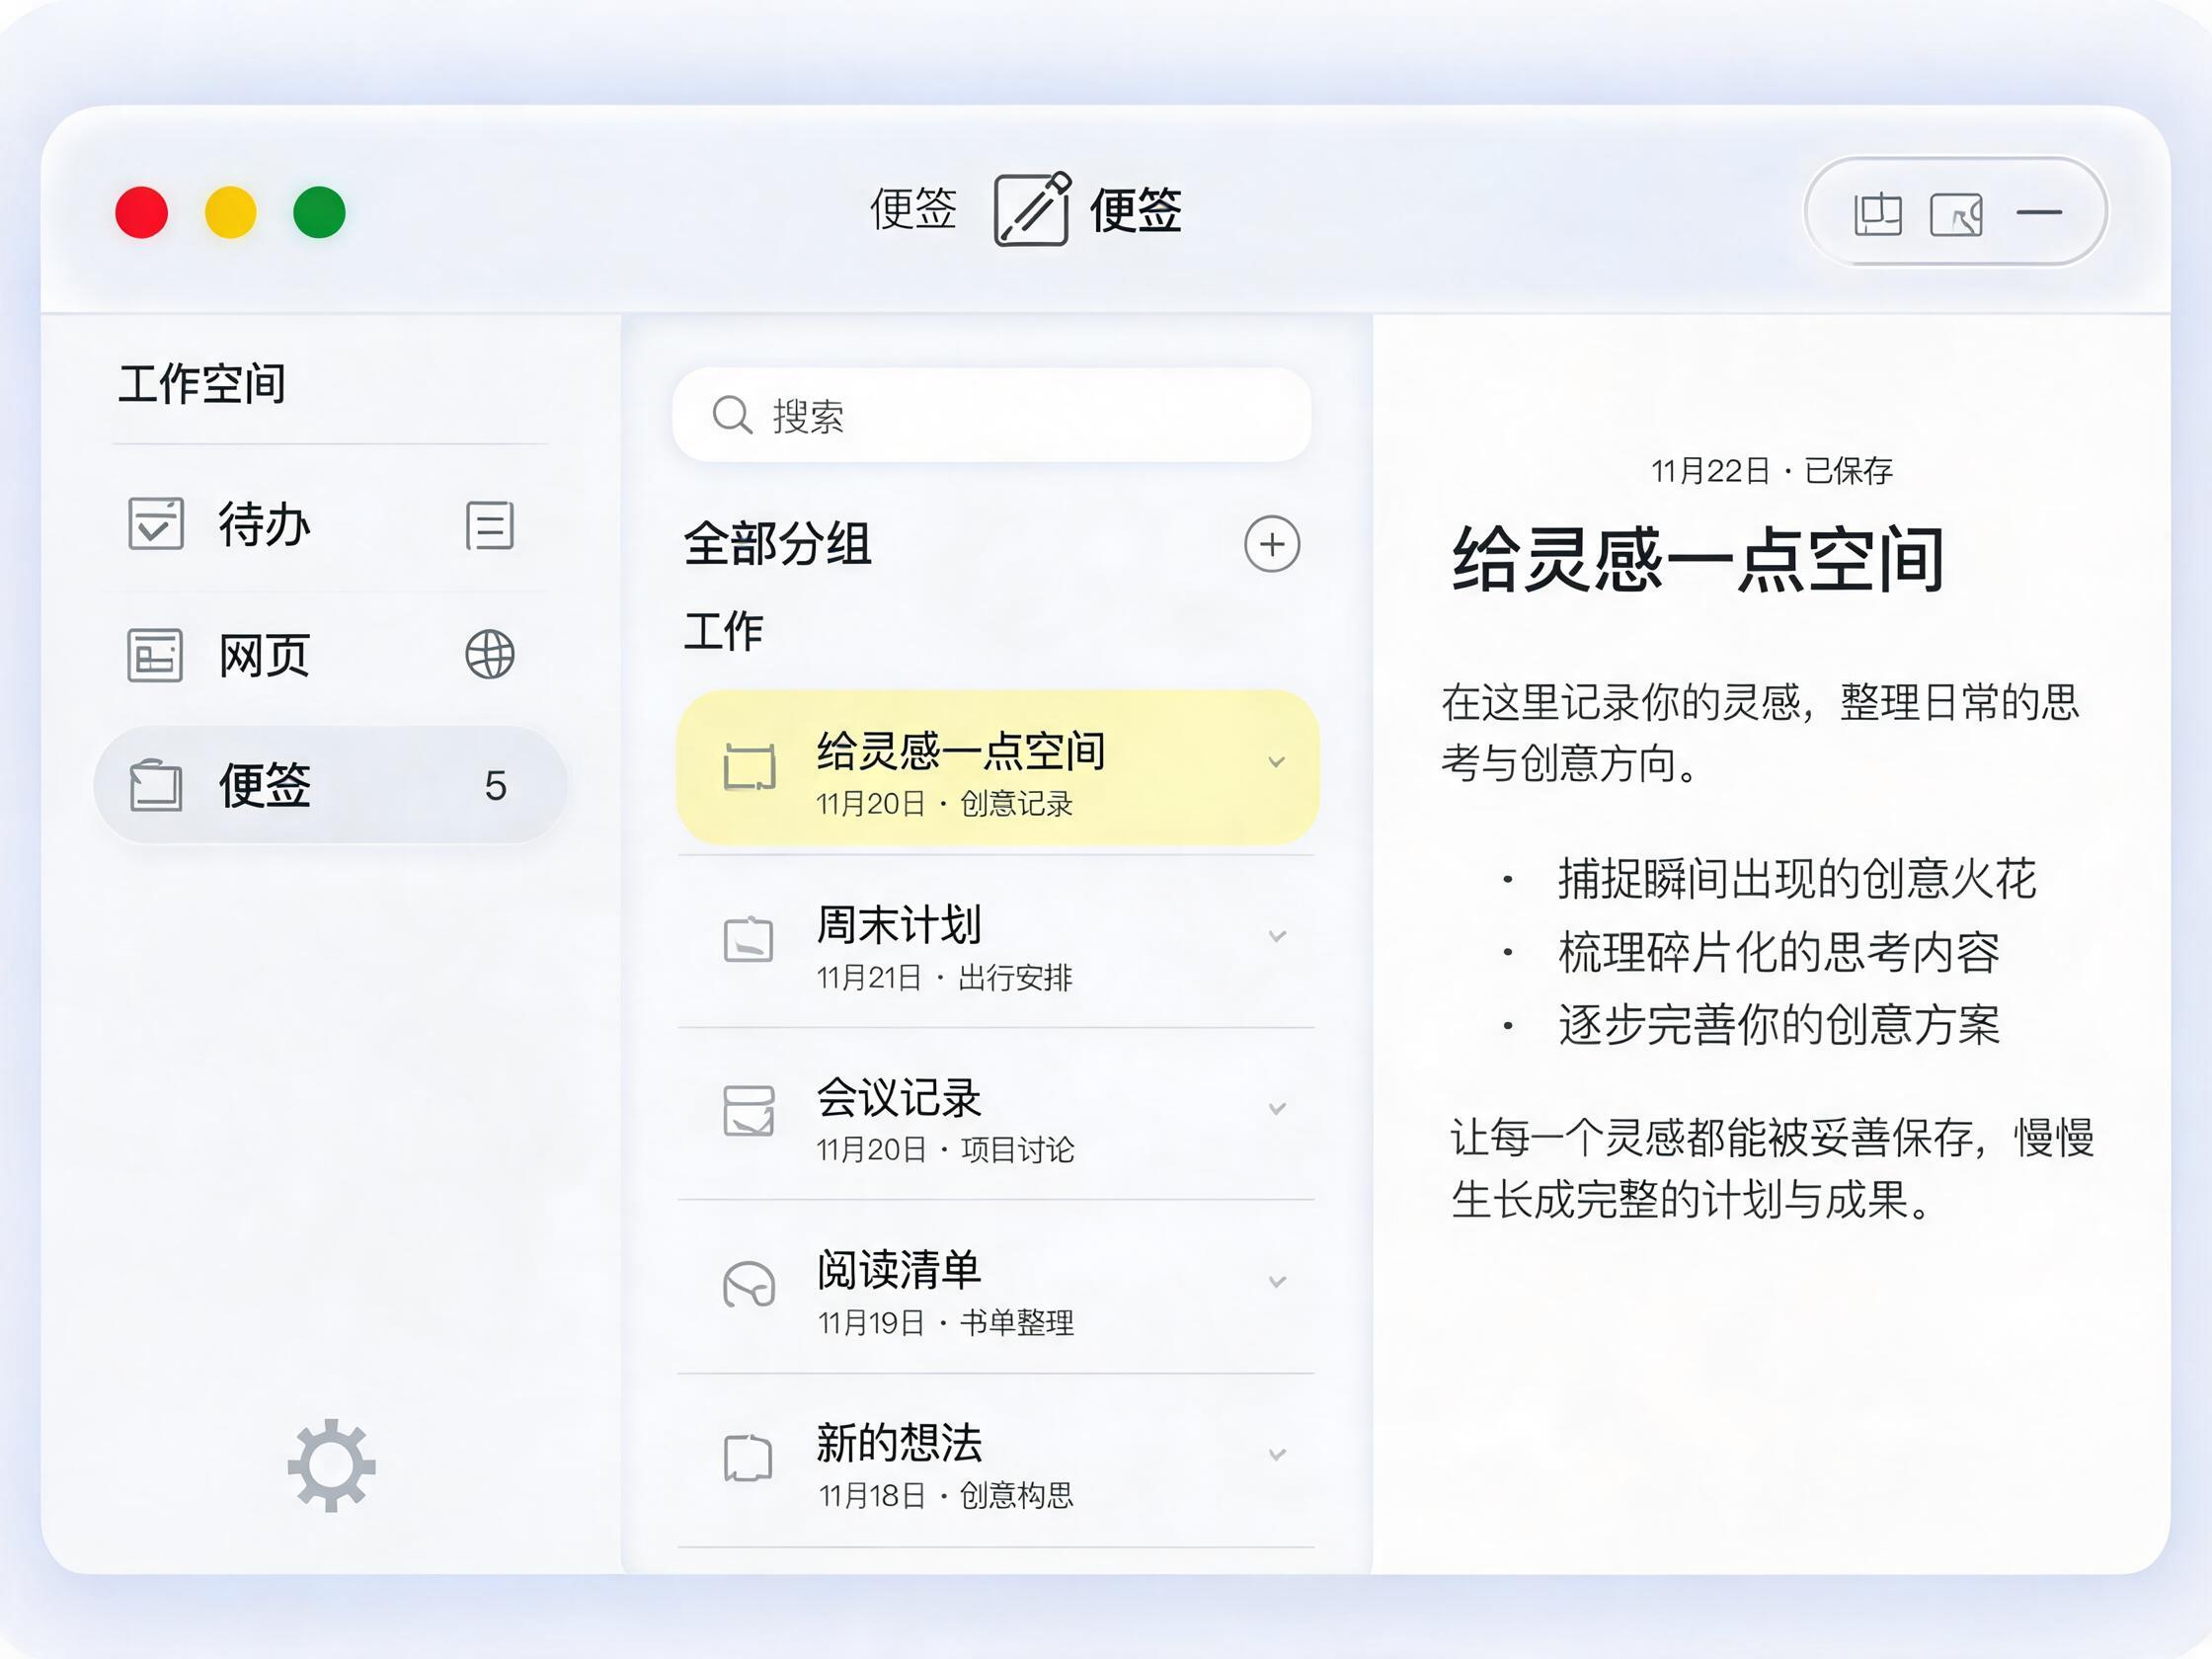 便签 便签
工作空间
待办
网页
便签 5
搜索
全部分组
工作
给灵感一点空间
11月20日 · 创意记录
周末计划
11月21日 · 出行安排
会议记录
11月20日 · 项目讨论
阅读清单
11月19日 · 书单整理
新的想法
11月18日 · 创意构思
11月22日 · 已保存
给灵感一点空间
在这里记录你的灵感，整理日常的思
考与创意方向。
· 捕捉瞬间出现的创意火花
· 梳理碎片化的思考内容
· 逐步完善你的创意方案
让每一个灵感都能被妥善保存，慢慢
生长成完整的计划与成果。